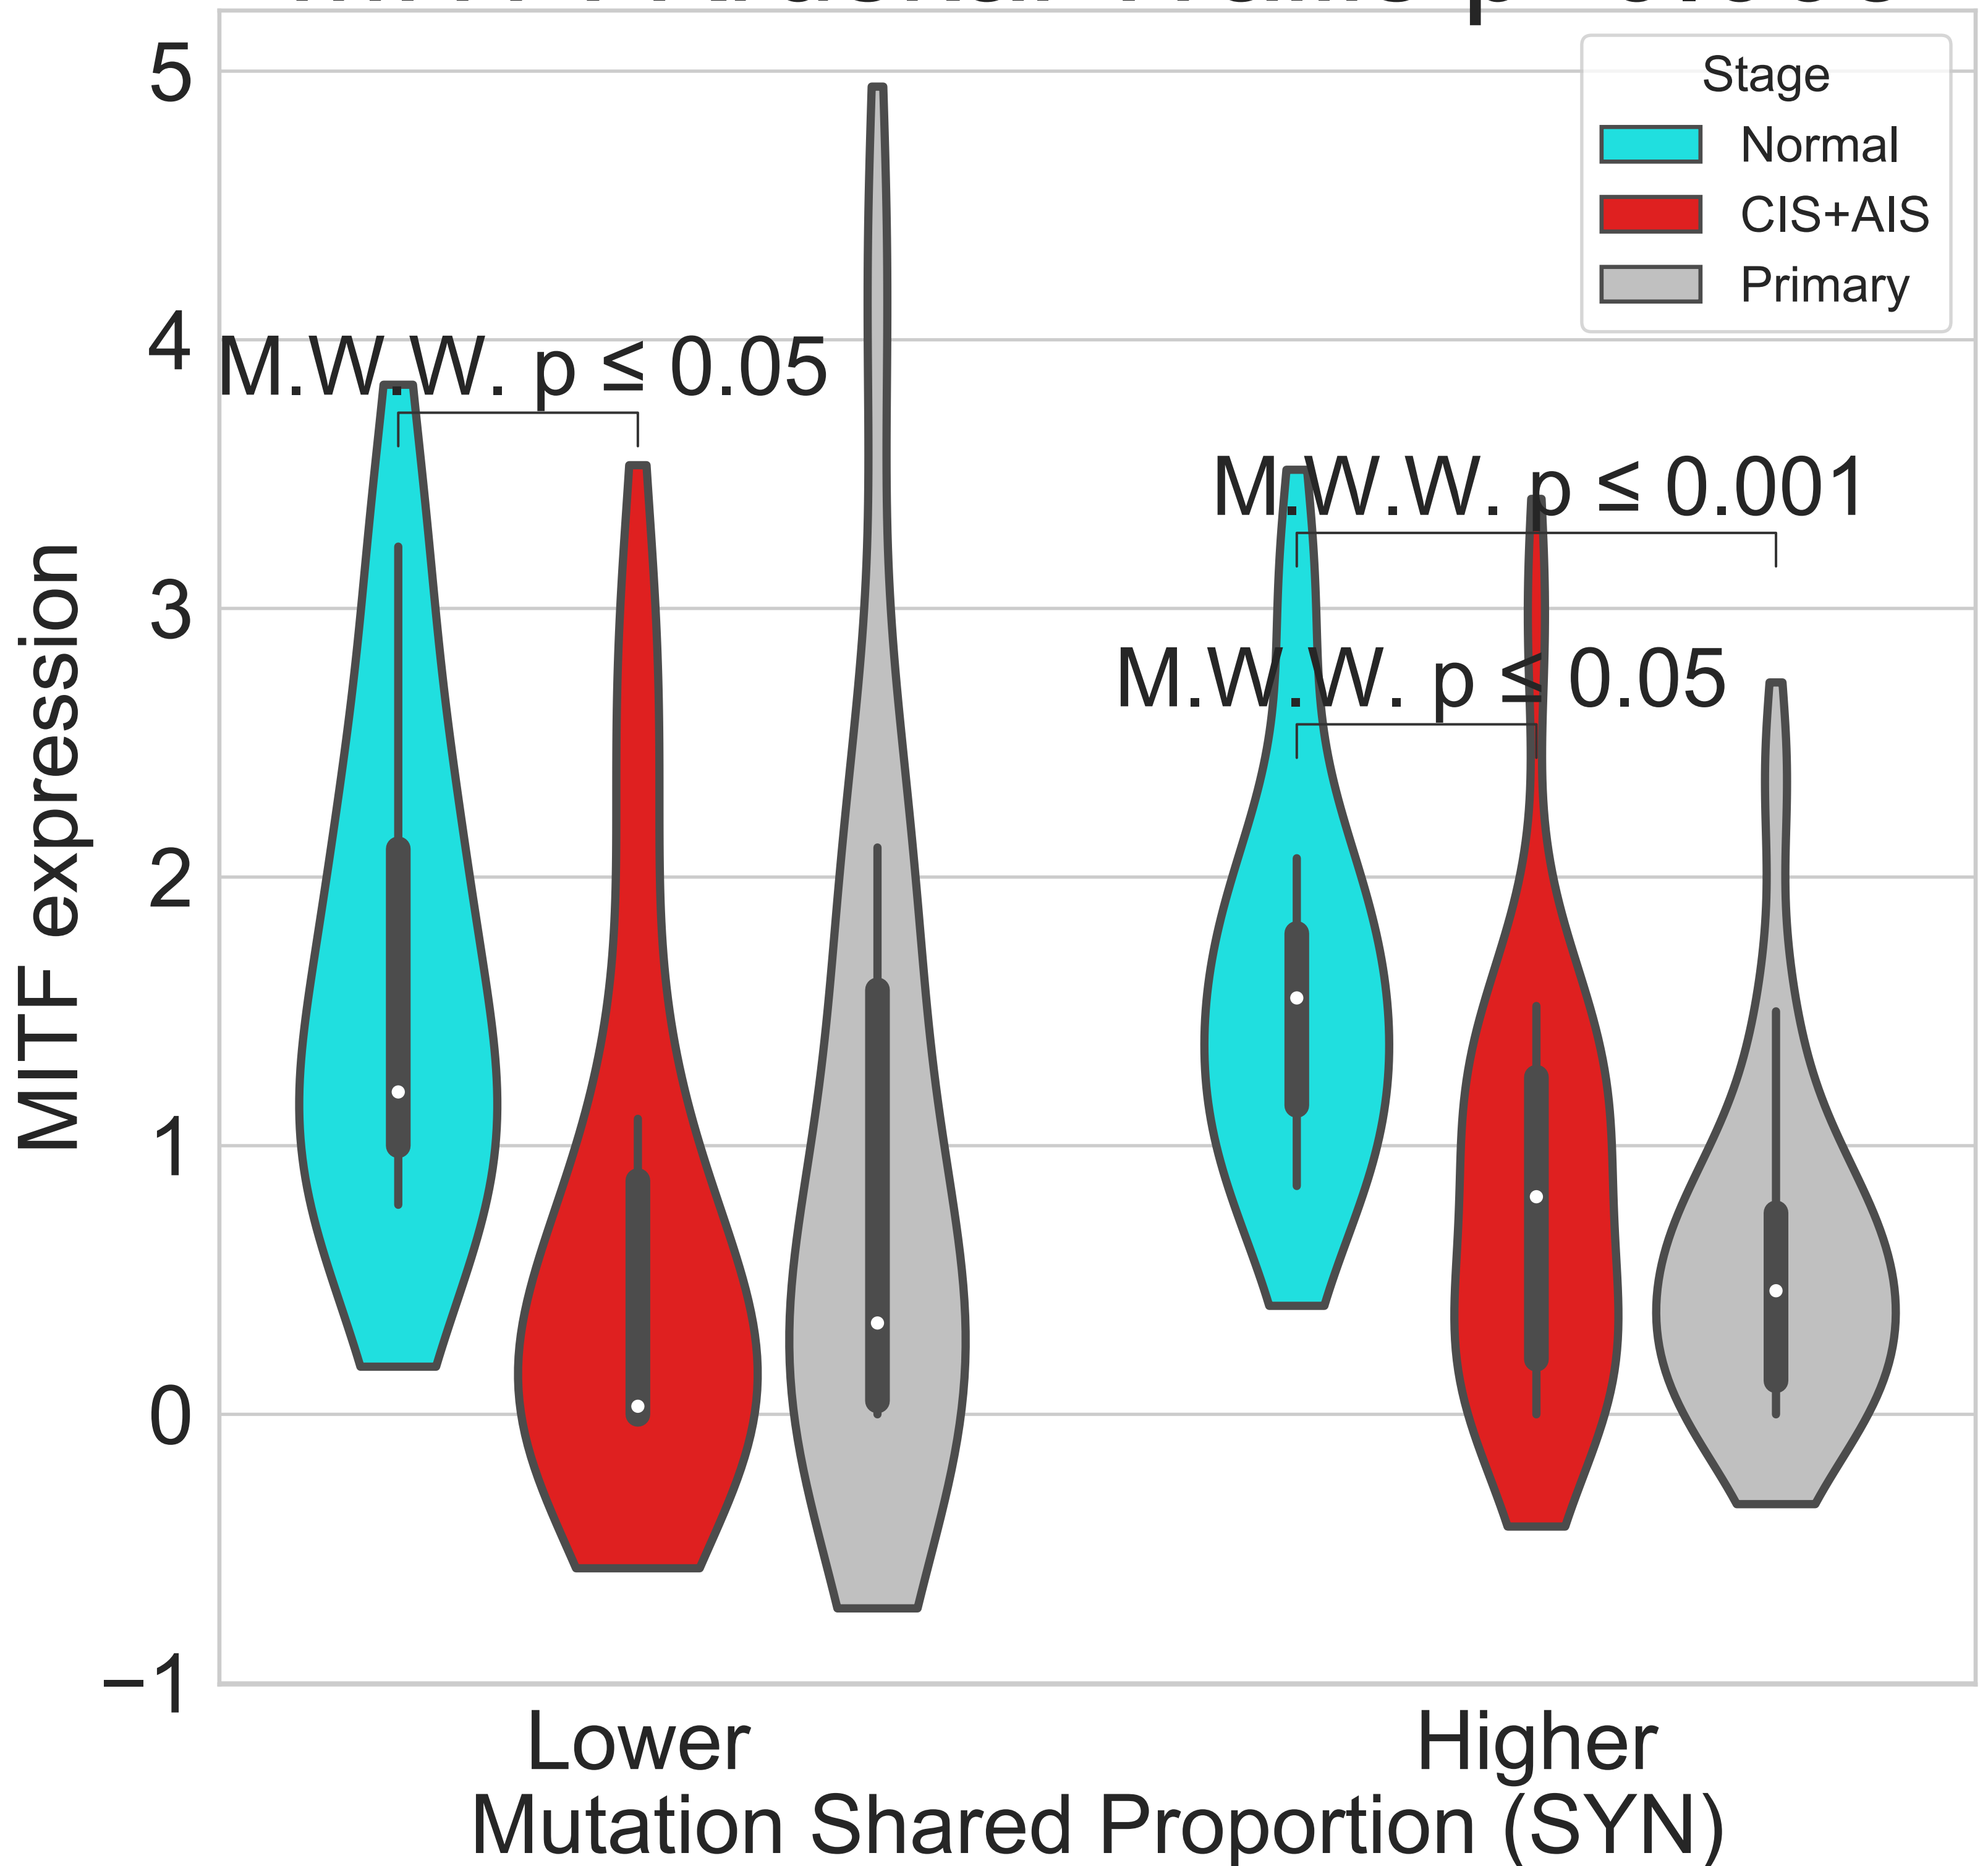 Stage
Normal
CIS+AIS
Primary
5
4
3
2
1
0
−1
M.W.W. p ≤ 0.05
M.W.W. p ≤ 0.001
M.W.W. p ≤ 0.05
MITF expression
Lower
Higher
Mutation Shared Proportion (SYN)